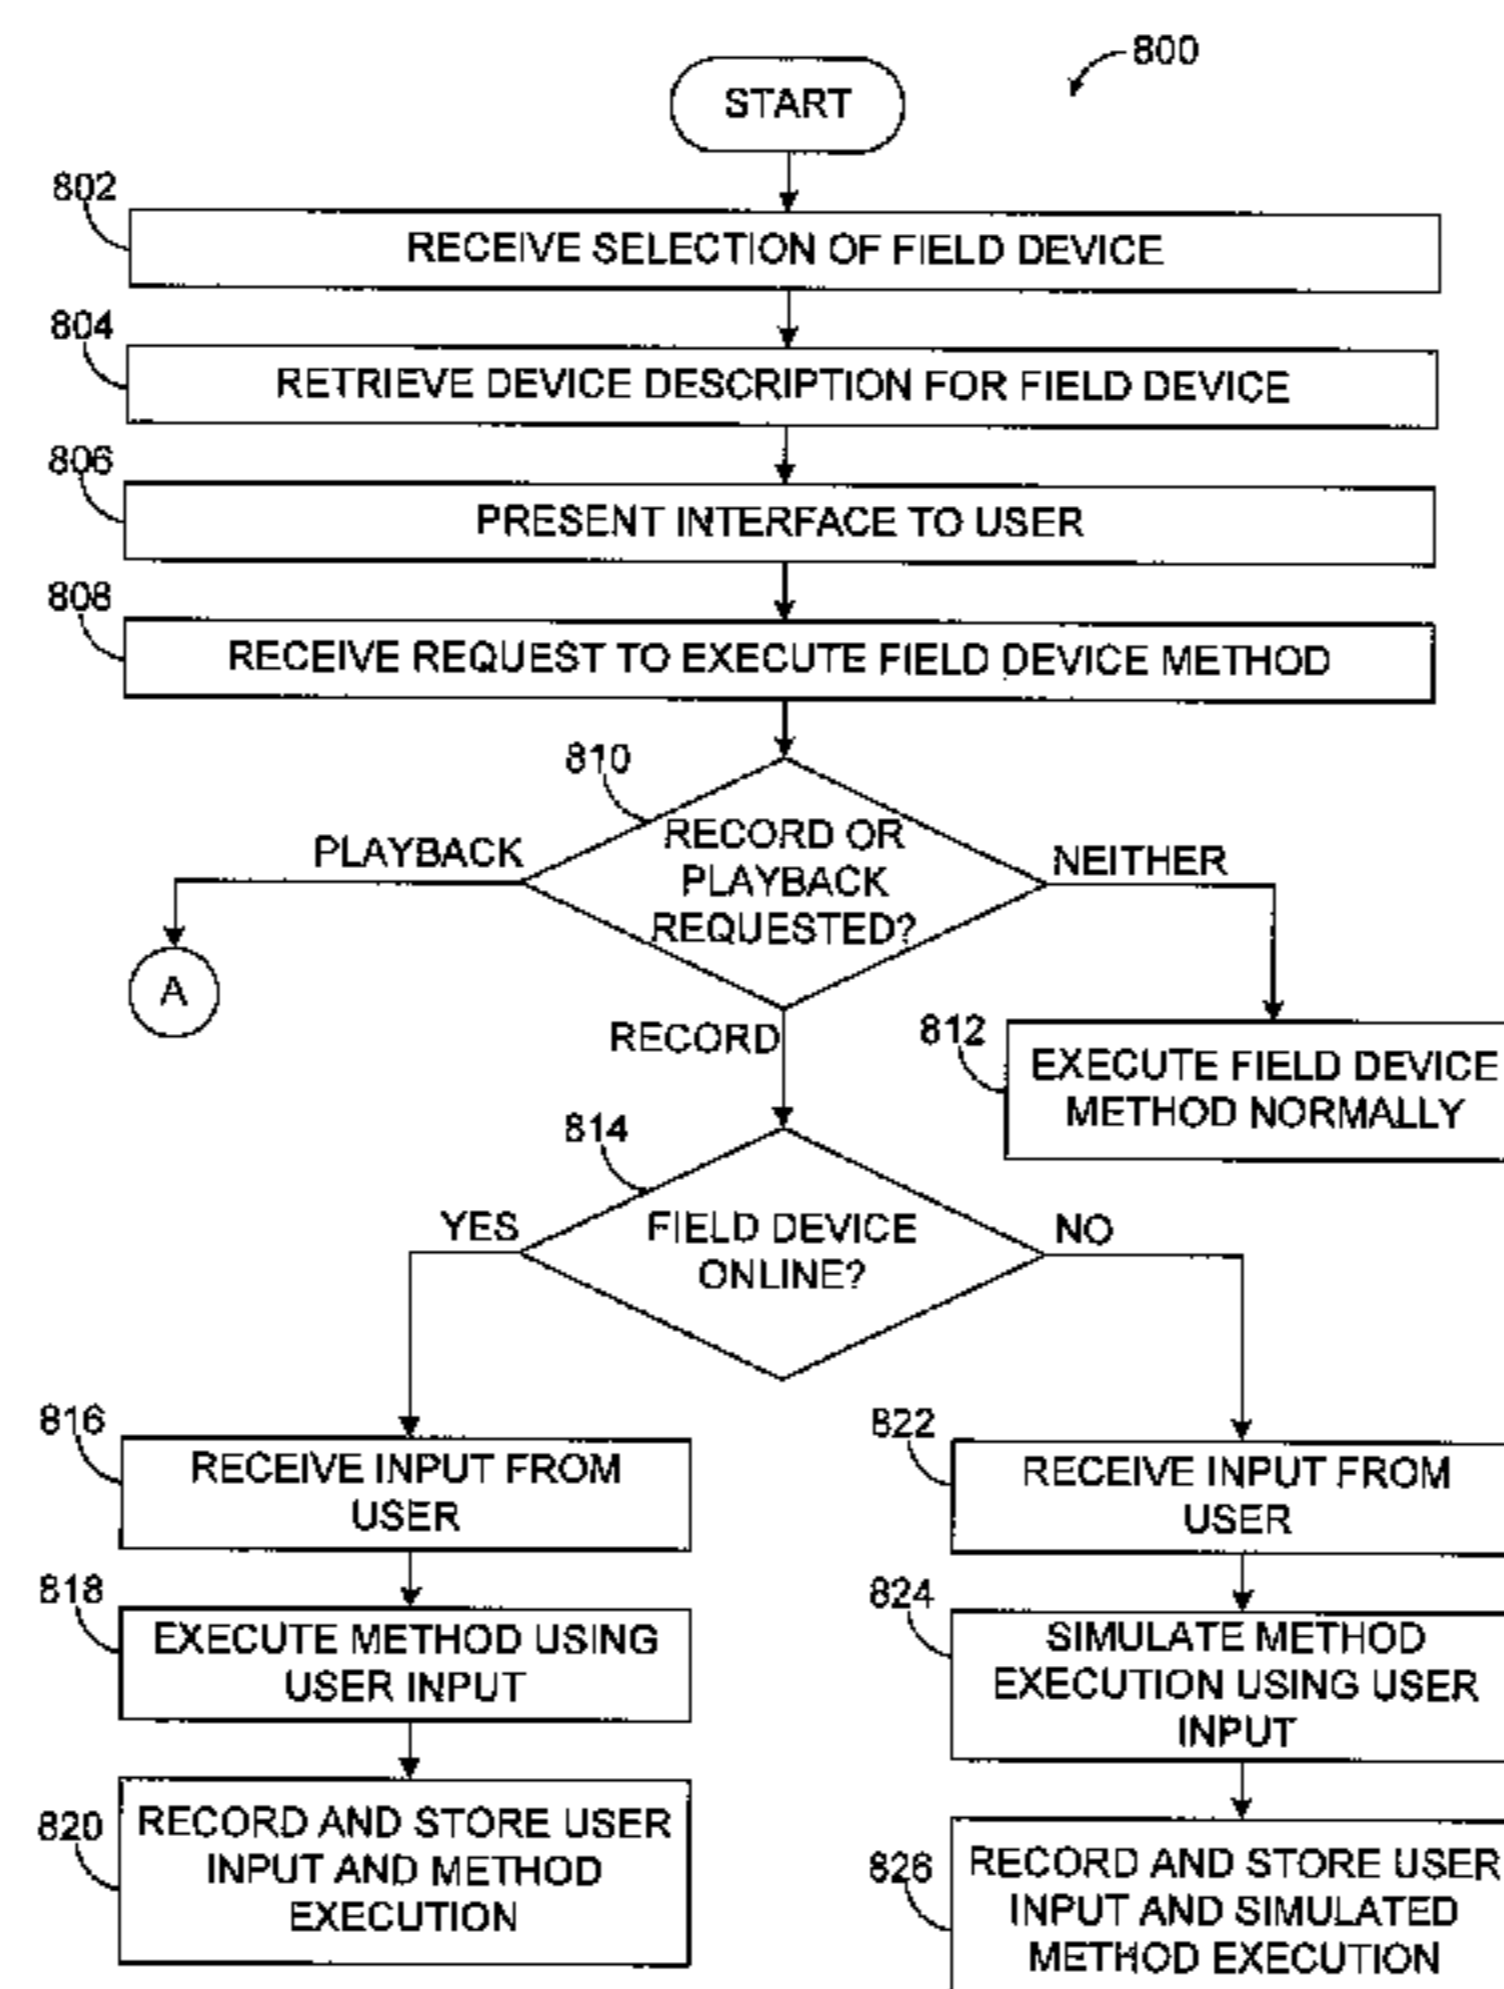 800
START
802
RECEIVE SELECTION OF FIELD DEVICE
804
RETRIEVE DEVICE DESCRIPTION FOR FIELD DEVICE
806
PRESENT INTERFACE TO USER
808
RECEIVE REQUEST TO EXECUTE FIELD DEVICE METHOD
810
RECORD OR
PLAYBACK
REQUESTED?
PLAYBACK
NEITHER
A
RECORD
812
EXECUTE FIELD DEVICE
METHOD NORMALLY
814
FIELD DEVICE
ONLINE?
YES
NO
816
RECEIVE INPUT FROM
USER
818
EXECUTE METHOD USING
USER INPUT
820
RECORD AND STORE USER
INPUT AND METHOD
EXECUTION
822
RECEIVE INPUT FROM
USER
824
SIMULATE METHOD
EXECUTION USING USER
INPUT
826
RECORD AND STORE USER
INPUT AND SIMULATED
METHOD EXECUTION